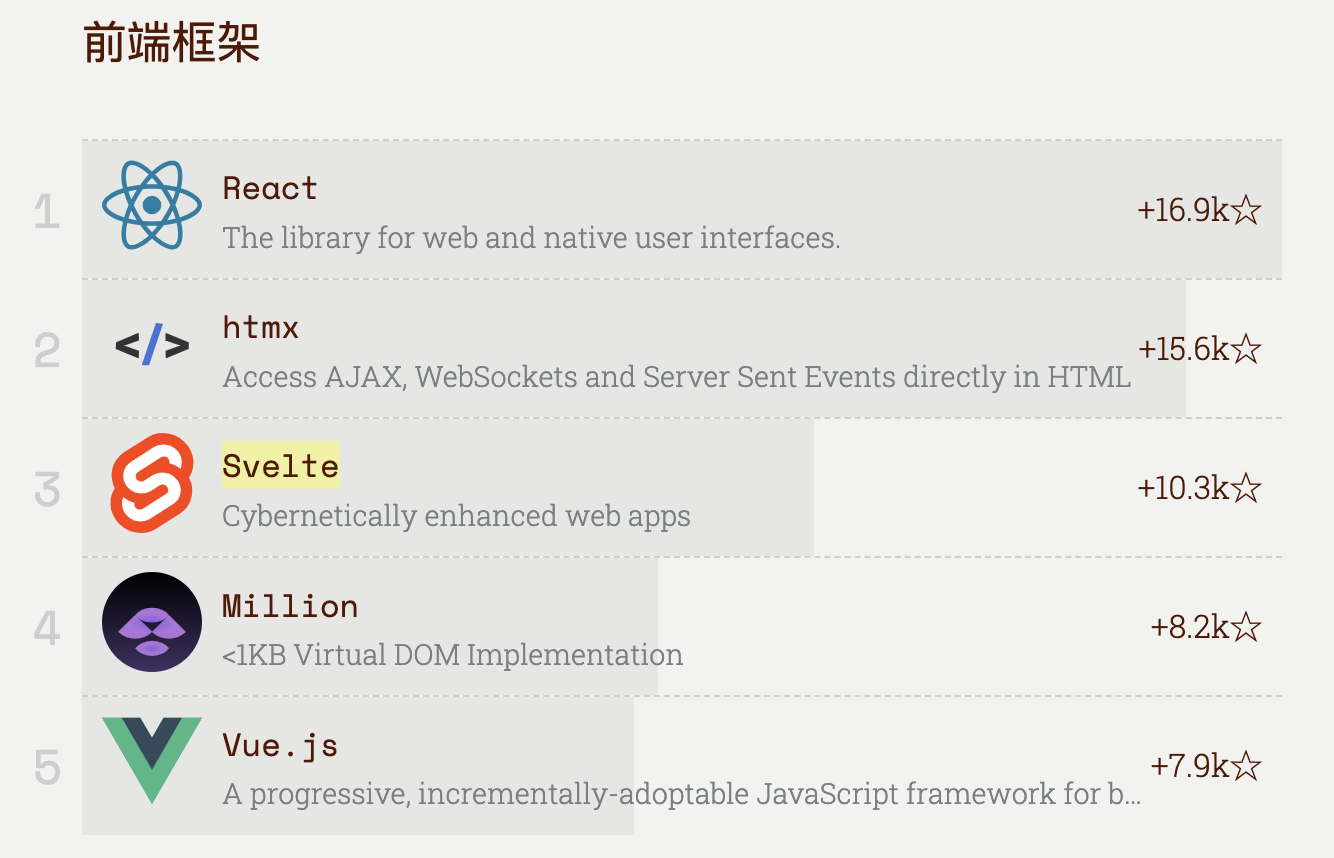 前端框架
1
React
The library for web and native user interfaces.
+16.9k☆
2
</>
htmx
Access AJAX, WebSockets and Server Sent Events directly in HTML
+15.6k☆
3
Svelte
Cybernetically enhanced web apps
+10.3k☆
4
Million
<1KB Virtual DOM Implementation
+8.2k☆
5
Vue.js
A progressive, incrementally-adoptable JavaScript framework for b…
+7.9k☆